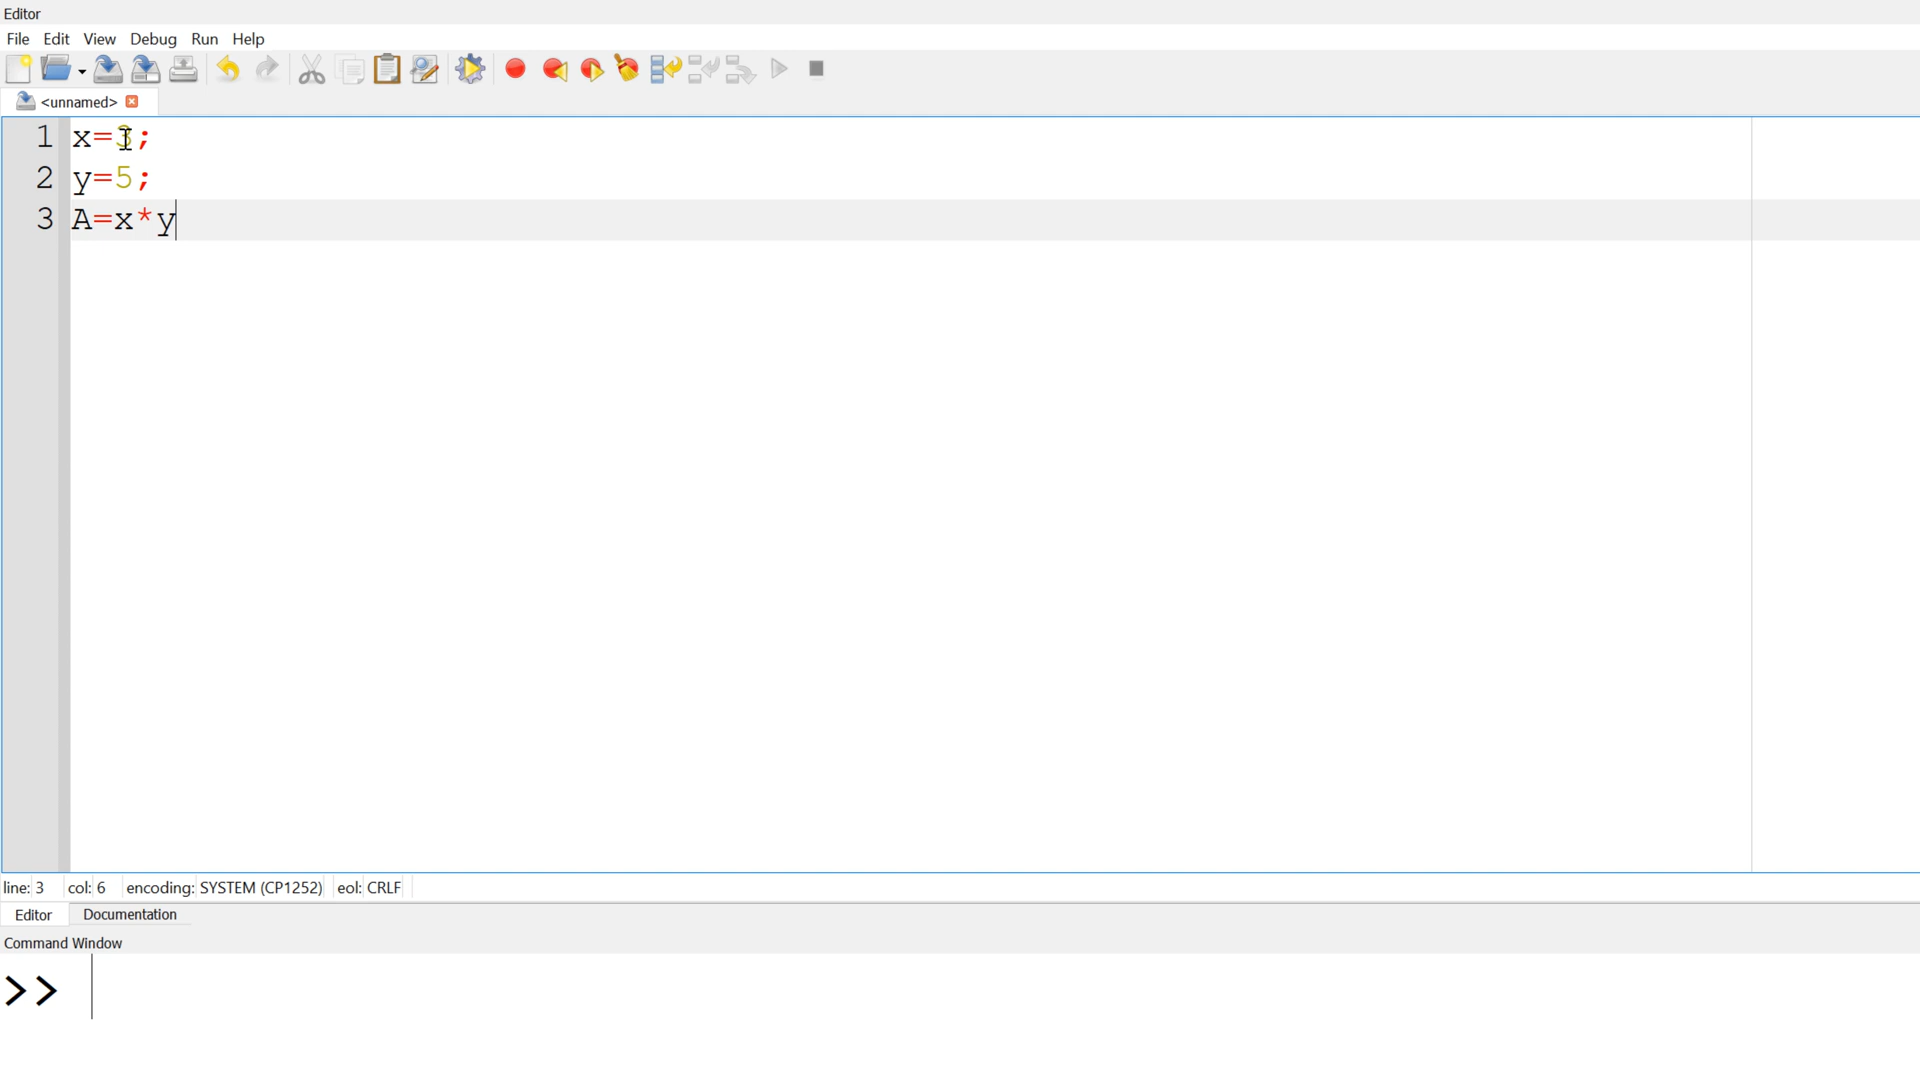 Editor
File Edit View Debug Run Help
<unnamed>
1 x=3;
2 y=5;
3 A=x*y
line: 3 col: 6 encoding: SYSTEM (CP1252) eol: CRLF
Editor Documentation
Command Window
>>